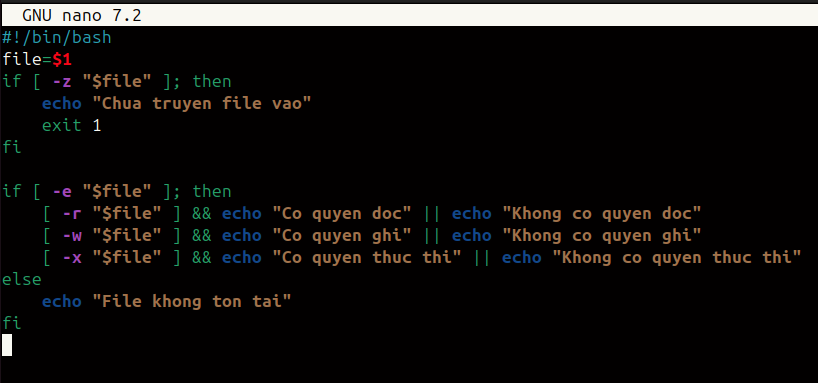 GNU nano 7.2
#!/bin/bash
file=$1
if [ -z "$file" ]; then
    echo "Chua truyen file vao"
    exit 1
fi

if [ -e "$file" ]; then
    [ -r "$file" ] && echo "Co quyen doc" || echo "Khong co quyen doc"
    [ -w "$file" ] && echo "Co quyen ghi" || echo "Khong co quyen ghi"
    [ -x "$file" ] && echo "Co quyen thuc thi" || echo "Khong co quyen thuc thi"
else
    echo "File khong ton tai"
fi